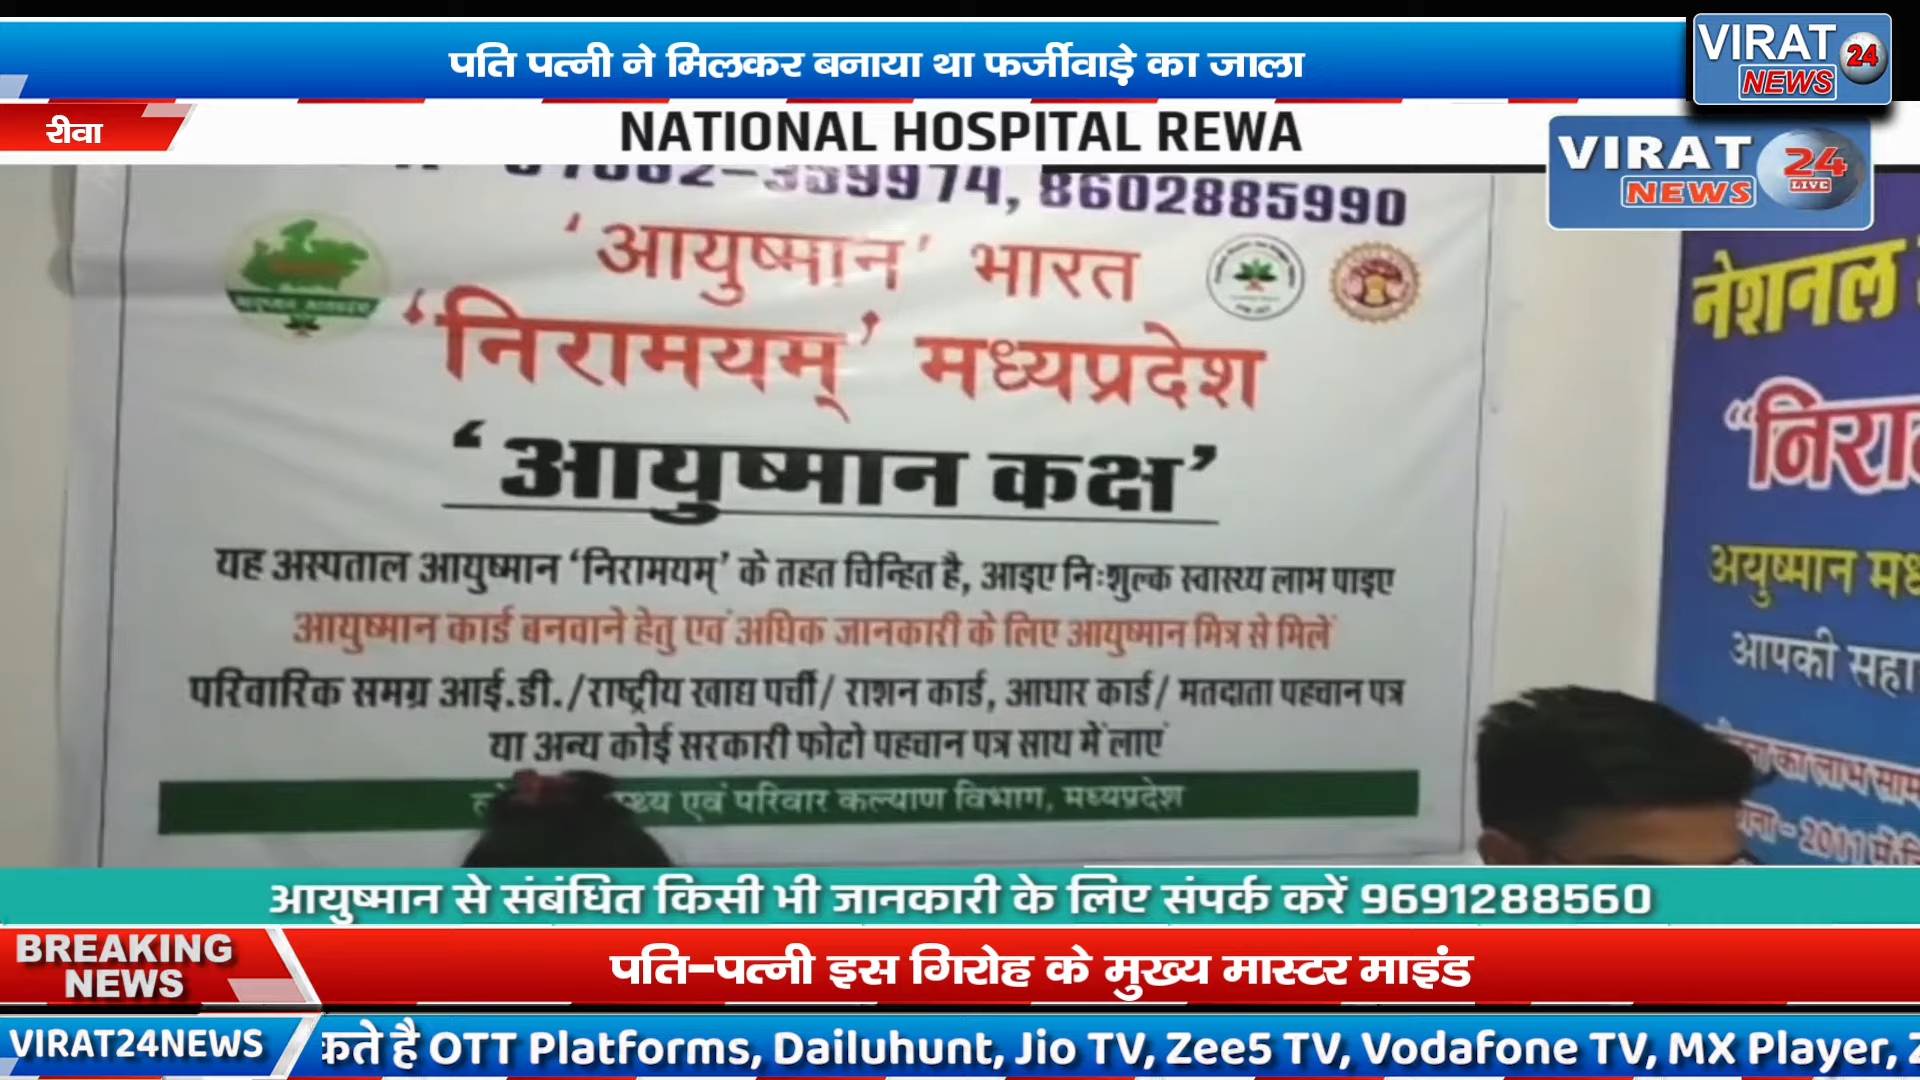 पति पत्नी ने मिलकर बनाया था फर्जीवाड़े का जाला
VIRAT 24
NEWS
रीवा
NATIONAL HOSPITAL REWA
VIRAT 24
NEWS LIVE
8602885990
'आयुष्मान' भारत
'निरामयम्' मध्यप्रदेश
'आयुष्मान कक्ष'
यह अस्पताल आयुष्मान 'निरामयम्' के तहत चिन्हित है, आइए निःशुल्क स्वास्थ्य लाभ पाइए
आयुष्मान कार्ड बनवाने हेतु एवं अधिक जानकारी के लिए आयुष्मान मित्र से मिलें
परिवारिक समग्र आई.डी./राष्ट्रीय खाद्य पर्ची/ राशन कार्ड, आधार कार्ड/ मतदाता पहचान पत्र
या अन्य कोई सरकारी फोटो पहचान पत्र साथ में लाएं
एवं परिवार कल्याण विभाग, मध्यप्रदेश
नेशनल
अयुष्मान
आपकी
का लाभ
2011 में
आयुष्मान से संबंधित किसी भी जानकारी के लिए संपर्क करें 9691288560
BREAKING
NEWS
पति-पत्नी इस गिरोह के मुख्य मास्टर माइंड
VIRAT24NEWS
कते है OTT Platforms, Dailuhunt, Jio TV, Zee5 TV, Vodafone TV, MX Player,